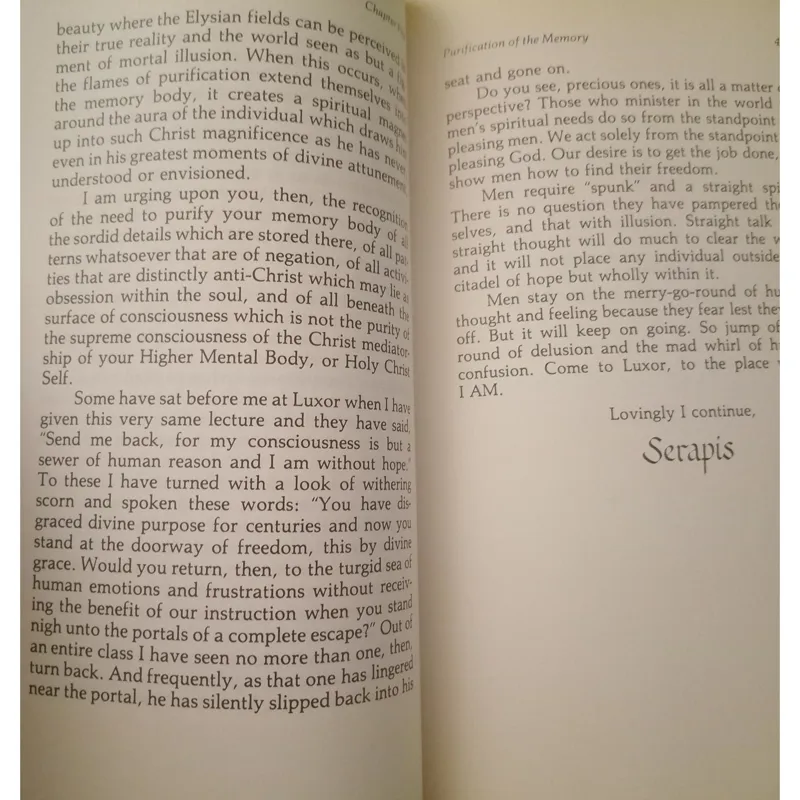 Chapter
beauty where the Elysian fields can be perceived
their true reality and the world seen as but a
ment of mortal illusion. When this occurs, when
the flames of purification extend themselves into
the memory body, it creates a spiritual
around the aura of the individual which draws him
up into such Christ magnificence as he has never
even in his greatest moments of divine attunement
understood or envisioned.
I am urging upon you, then, the recognition
of the need to purify your memory body of all
the sordid details which are stored there, of all pat-
terns whatsoever that are of negation, of all activi-
ties that are distinctly anti-Christ which may lie as
obsession within the soul, and of all beneath the
surface of consciousness which is not the purity of
the supreme consciousness of the Christ mediator-
ship of your Higher Mental Body, or Holy Christ
Self.
Some have sat before me at Luxor when I have
given this very same lecture and they have said,
"Send me back, for my consciousness is but a
sewer of human reason and I am without hope."
To these I have turned with a look of withering
scorn and spoken these words: "You have dis-
graced divine purpose for centuries and now you
stand at the doorway of freedom, this by divine
grace. Would you return, then, to the turgid sea of
human emotions and frustrations without receiv-
ing the benefit of our instruction when you stand
nigh unto the portals of a complete escape?" Out of
an entire class I have seen no more than one, then,
turn back. And frequently, as that one has lingered
near the portal, he has silently slipped back into his
Purification of the Memory 4
seat and gone on.
Do you see, precious ones, it is all a matter
perspective? Those who minister in the world
men's spiritual needs do so from the standpoint
pleasing men. We act solely from the standpoint
pleasing God. Our desire is to get the job done,
show men how to find their freedom.
Men require "spunk" and a straight
There is no question they have pampered
selves, and that with illusion. Straight talk
straight thought will do much to clear the
and it will not place any individual outside
citadel of hope but wholly within it.
Men stay on the merry-go-round of
thought and feeling because they fear lest they
off. But it will keep on going. So jump
round of delusion and the mad whirl of
confusion. Come to Luxor, to the place
I AM.
Lovingly I continue,
Serapis